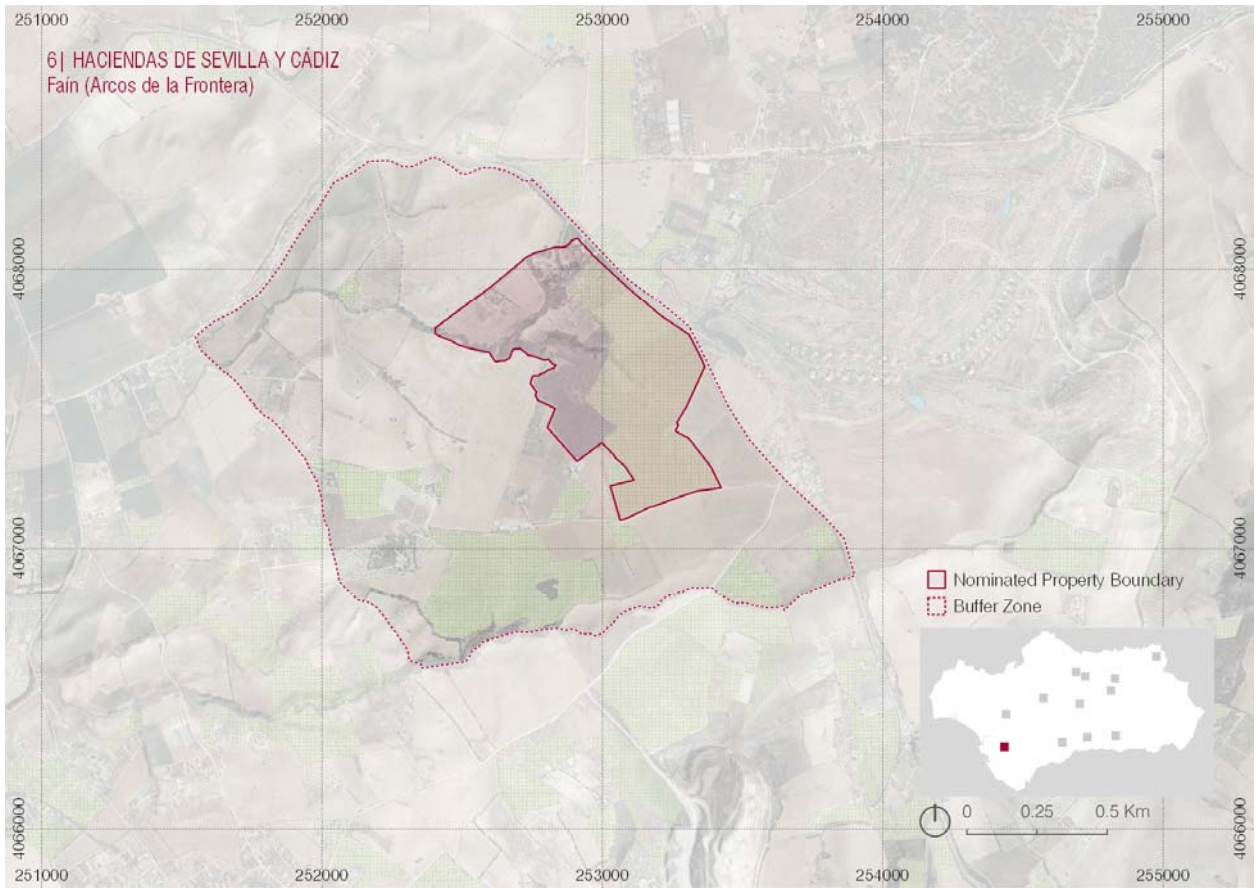 251000 252000 253000 254000 255000
6| HACIENDAS DE SEVILLA Y CÁDIZ
Faín (Arcos de la Frontera)
4068000 4068000
4067000 4067000
Nominated Property Boundary
Buffer Zone
0 0.25 0.5 Km
4066000 4066000
251000 252000 253000 254000 255000